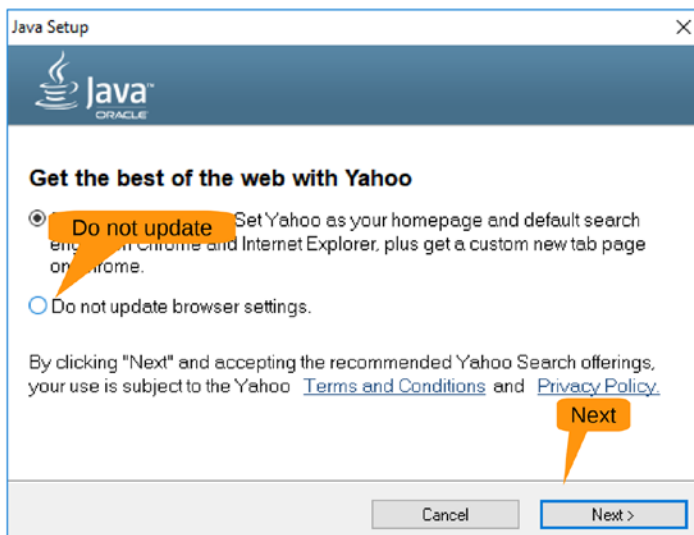 Java Setup
Java™
ORACLE
Get the best of the web with Yahoo
Set Yahoo as your homepage and default search
Do not update
Chrome and Internet Explorer, plus get a custom new tab page
on Chrome.
Do not update browser settings.
By clicking "Next" and accepting the recommended Yahoo Search offerings,
your use is subject to the Yahoo Terms and Conditions and Privacy Policy.
Next
Cancel
Next >